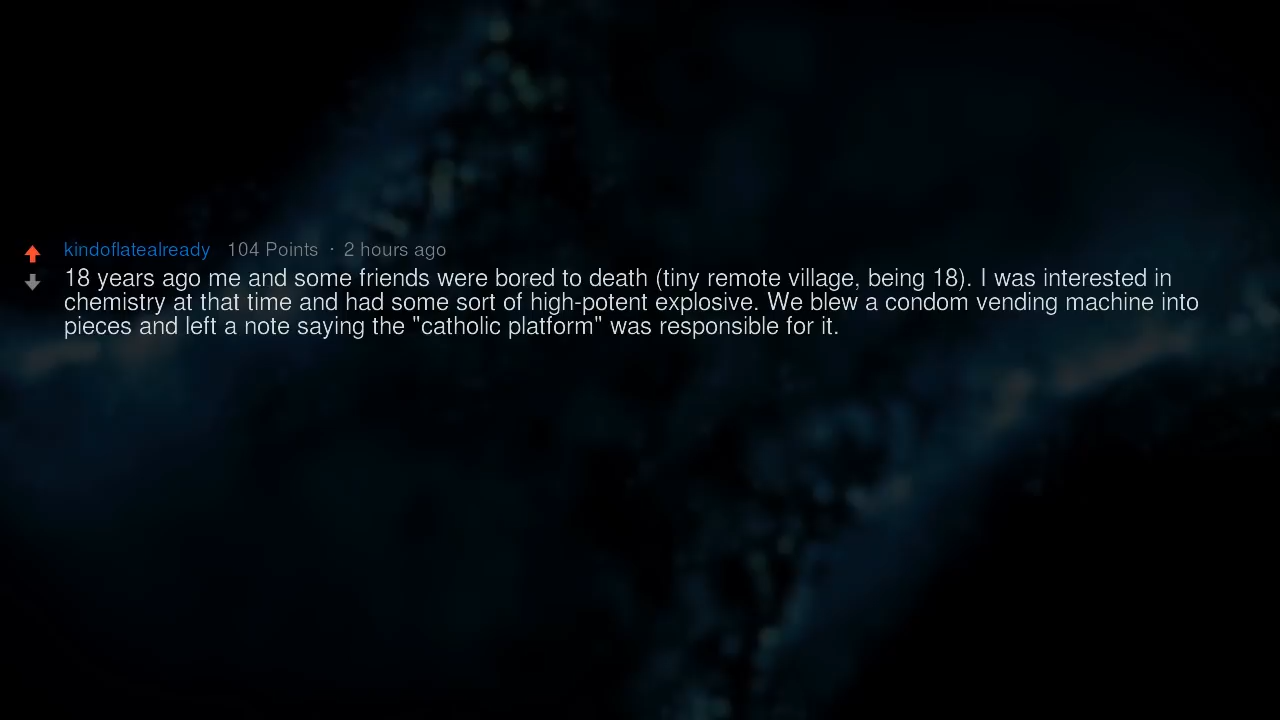 kindoflatealready 104 Points · 2 hours ago
18 years ago me and some friends were bored to death (tiny remote village, being 18). I was interested in
chemistry at that time and had some sort of high-potent explosive. We blew a condom vending machine into
pieces and left a note saying the "catholic platform" was responsible for it.